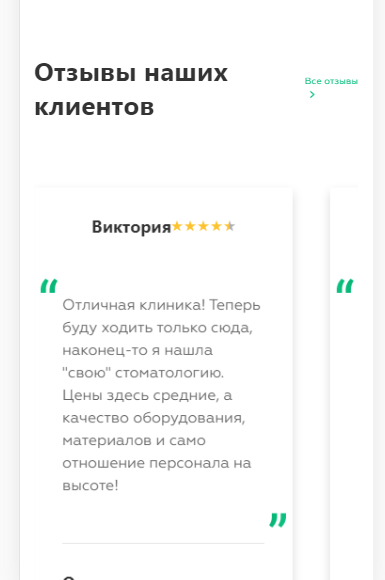 Отзывы наших
Все отзывы
клиентов
>
Виктория
“
“
Отличная клиника! Теперь
буду ходить только сюда,
наконец-то я нашла
"свою" стоматологию.
Цены здесь средние, а
качество оборудования,
материалов и само
отношение персонала на
высоте!
”